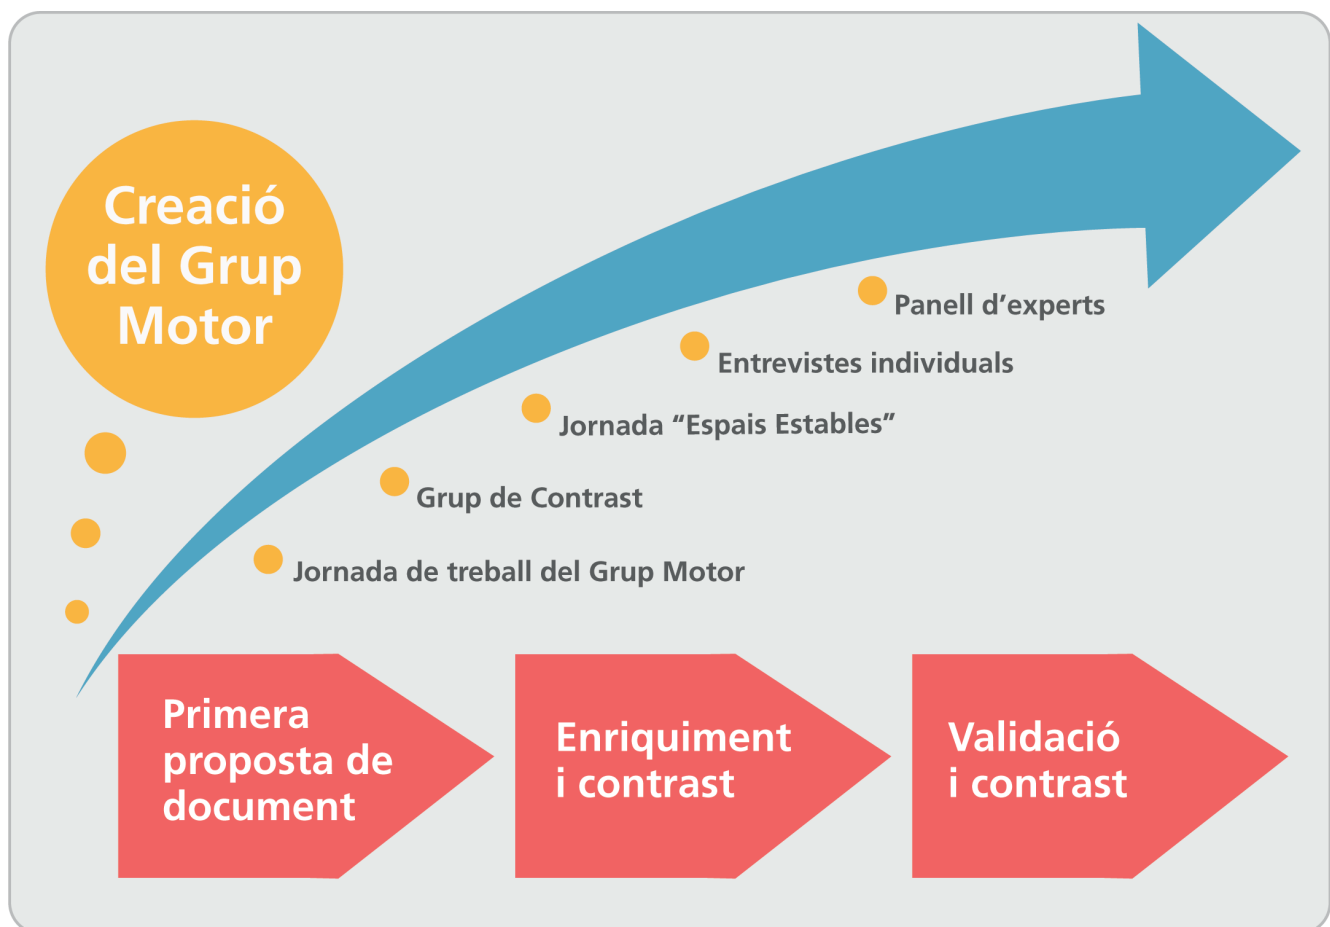 Creació
del Grup
Motor
Panell d’experts
Entrevistes individuals
Jornada “Espais Estables”
Grup de Contrast
Jornada de treball del Grup Motor
Primera
proposta de
document
Enriquiment
i contrast
Validació
i contrast